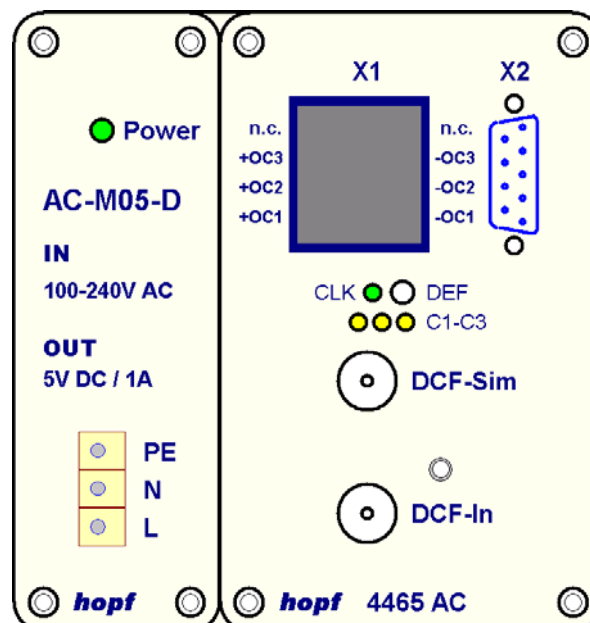 Power
AC-M05-D
IN
100-240V AC
OUT
5V DC / 1A
PE
N
L
hopf
X1
X2
n.c.
n.c.
+OC3
-OC3
+OC2
-OC2
+OC1
-OC1
CLK
DEF
C1-C3
DCF-Sim
DCF-In
hopf 4465 AC